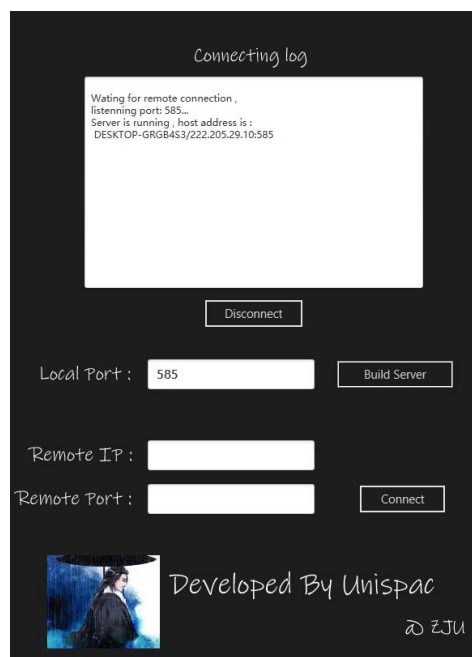 Connecting log
Wating for remote connection ,
listenning port: 585...
Server is running , host address is :
DESKTOP-GRGB4S3/222.205.29.10:585
Disconnect
Local Port : 585 Build Server
Remote IP :
Remote Port : Connect
Developed By Unispac
@ ZJU